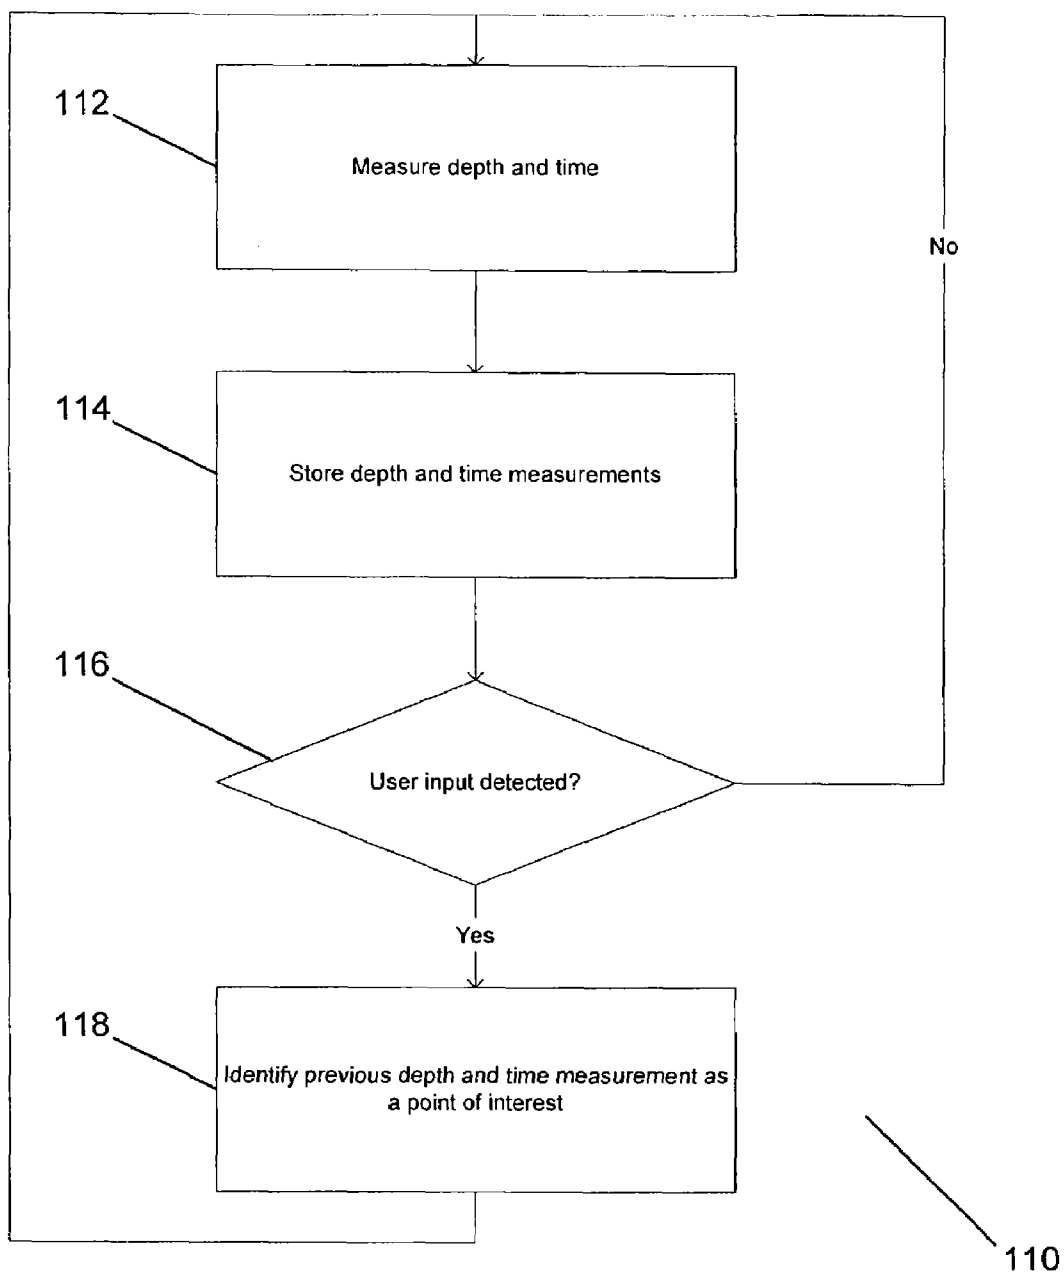 112
Measure depth and time
No
114
Store depth and time measurements
116
User input detected?
Yes
118
Identify previous depth and time measurement as
a point of interest
110